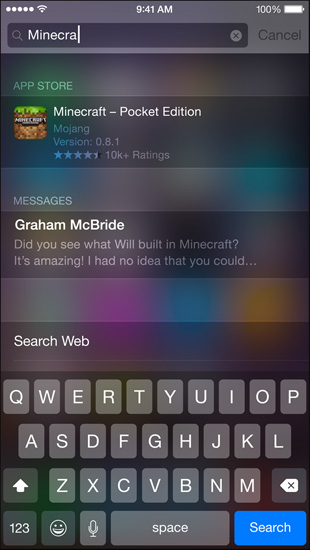 9:41 AM
100%
Minecra
Cancel
APP STORE
MINECRAFT
Minecraft – Pocket Edition
Mojang
Version: 0.8.1
★★★★⯨ 10k+ Ratings
MESSAGES
Graham McBride
Did you see what Will built in Minecraft?
It's amazing! I had no idea that you could…
Search Web
Q W E R T Y U I O P
A S D F G H J K L
Z X C V B N M
123 space Search